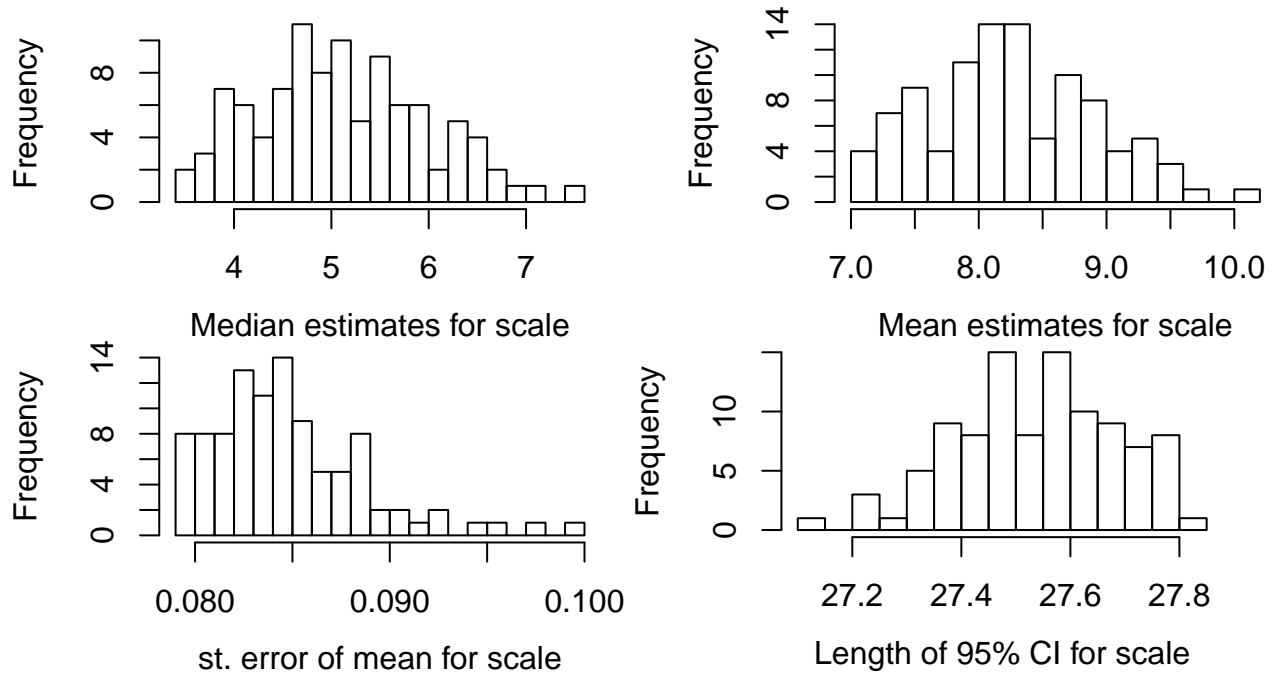 Frequency
0 4 8
4 5 6 7
Median estimates for scale
Frequency
0 4 8 14
7.0 8.0 9.0 10.0
Mean estimates for scale
Frequency
0 4 8 14
0.080 0.090 0.100
st. error of mean for scale
Frequency
0 5 10
27.2 27.4 27.6 27.8
Length of 95% CI for scale